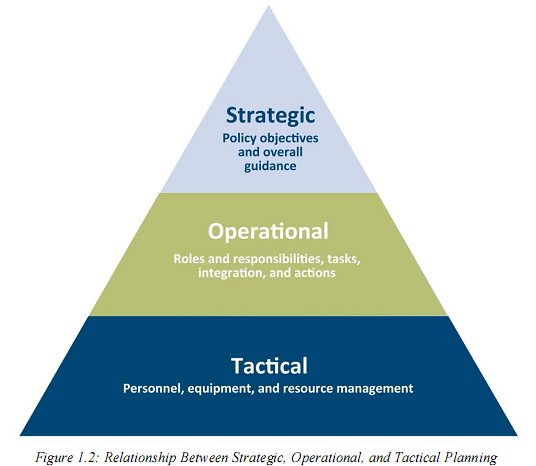 Strategic
Policy objectives
and overall
guidance
Operational
Roles and responsibilities, tasks,
integration, and actions
Tactical
Personnel, equipment, and resource management
Figure 1.2: Relationship Between Strategic, Operational, and Tactical Planning